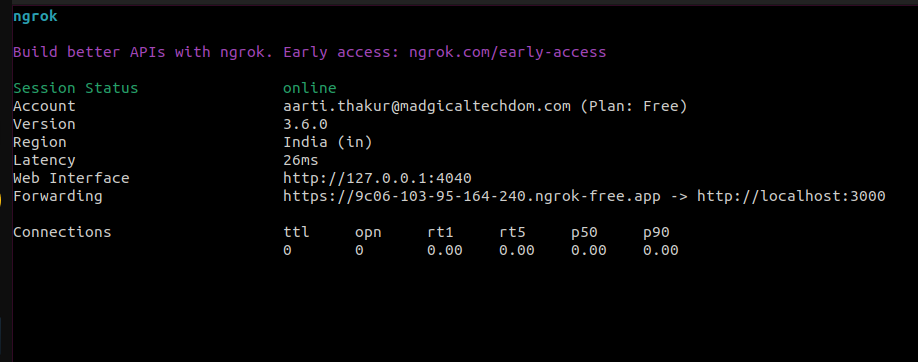 ngrok
Build better APIs with ngrok. Early access: ngrok.com/early-access
Session Status online
Account aarti.thakur@madgicaltechdom.com (Plan: Free)
Version 3.6.0
Region India (in)
Latency 26ms
Web Interface http://127.0.0.1:4040
Forwarding https://9c06-103-95-164-240.ngrok-free.app -> http://localhost:3000
Connections ttl opn rt1 rt5 p50 p90
0 0 0.00 0.00 0.00 0.00